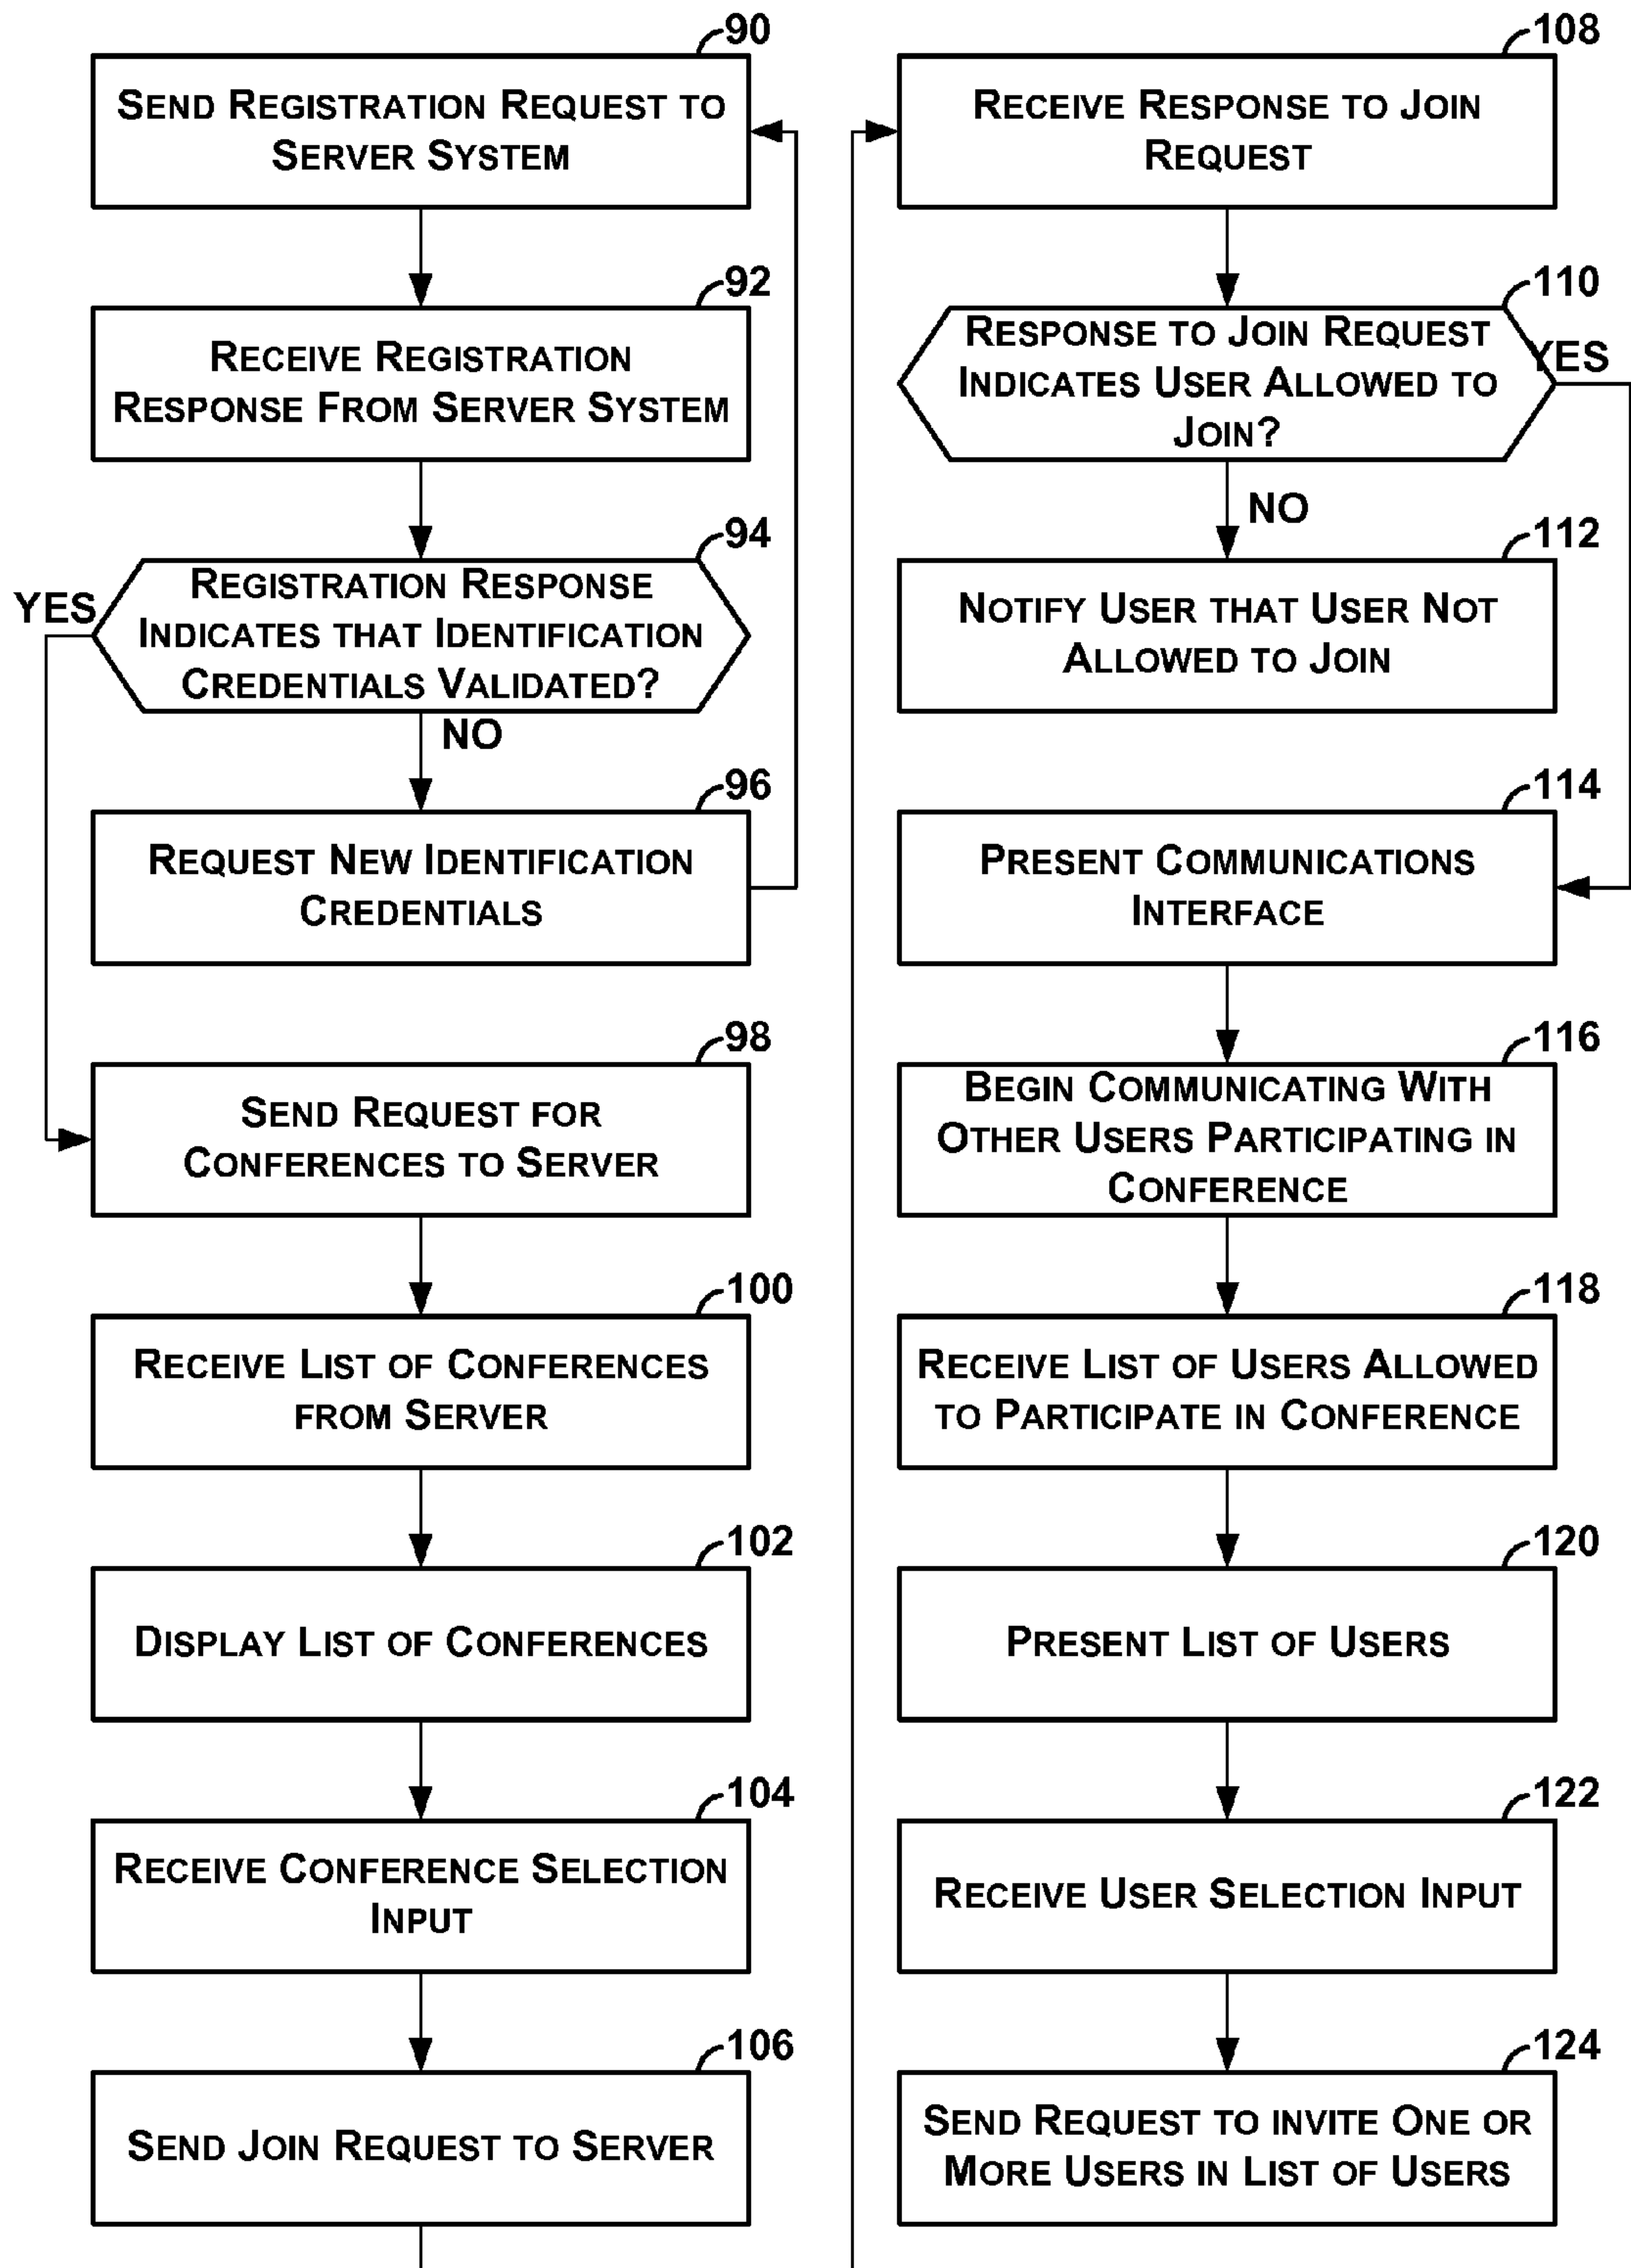 90
SEND REGISTRATION REQUEST TO
SERVER SYSTEM
92
RECEIVE REGISTRATION
RESPONSE FROM SERVER SYSTEM
94
YES
REGISTRATION RESPONSE
INDICATES THAT IDENTIFICATION
CREDENTIALS VALIDATED?
NO
96
REQUEST NEW IDENTIFICATION
CREDENTIALS
98
SEND REQUEST FOR
CONFERENCES TO SERVER
100
RECEIVE LIST OF CONFERENCES
FROM SERVER
102
DISPLAY LIST OF CONFERENCES
104
RECEIVE CONFERENCE SELECTION
INPUT
106
SEND JOIN REQUEST TO SERVER
108
RECEIVE RESPONSE TO JOIN
REQUEST
110
RESPONSE TO JOIN REQUEST
INDICATES USER ALLOWED TO
JOIN?
YES
NO
112
NOTIFY USER THAT USER NOT
ALLOWED TO JOIN
114
PRESENT COMMUNICATIONS
INTERFACE
116
BEGIN COMMUNICATING WITH
OTHER USERS PARTICIPATING IN
CONFERENCE
118
RECEIVE LIST OF USERS ALLOWED
TO PARTICIPATE IN CONFERENCE
120
PRESENT LIST OF USERS
122
RECEIVE USER SELECTION INPUT
124
SEND REQUEST TO INVITE ONE OR
MORE USERS IN LIST OF USERS